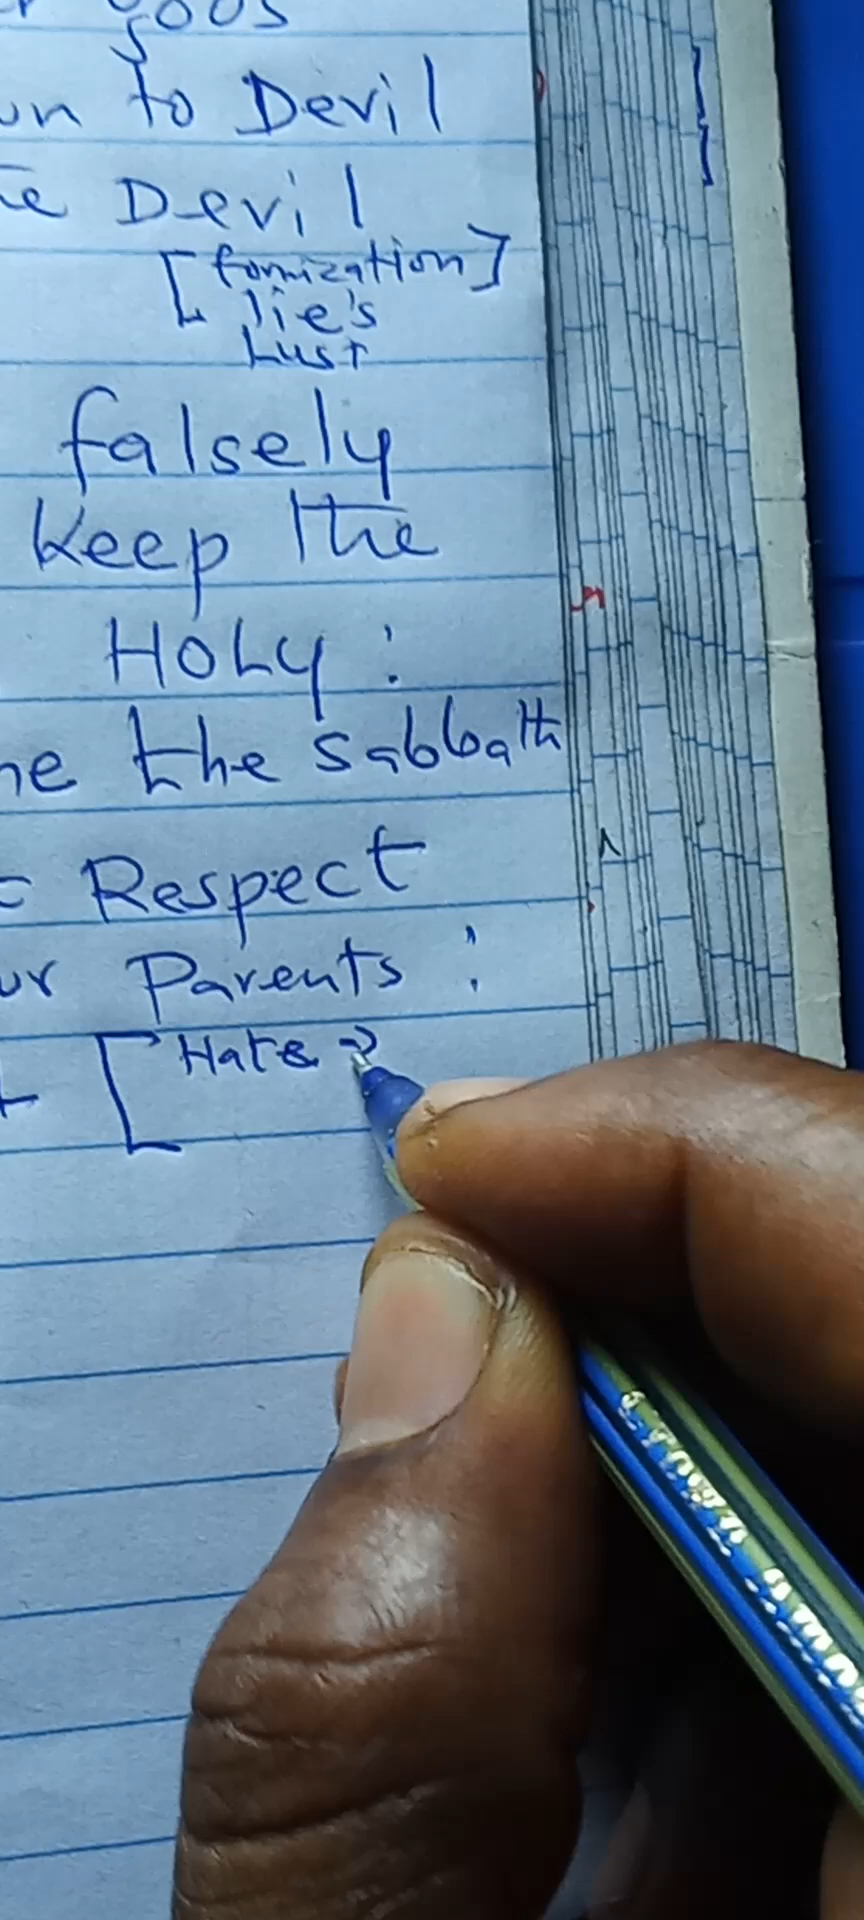 to Devil
Devil
[fornization]
lie's
Lust
falsely
Keep the
HOLY :
the sabbath
= Respect
Parents :
[Hate